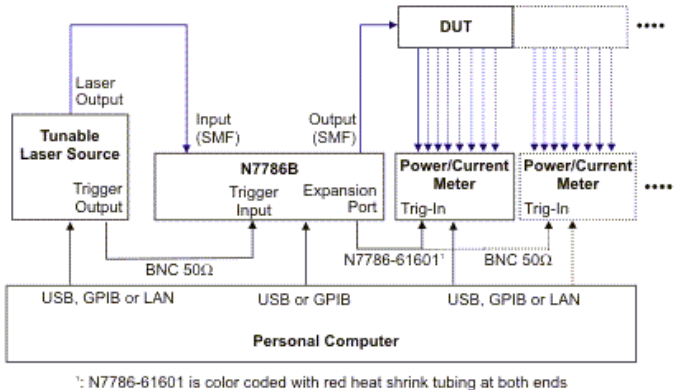 DUT
Laser
Output
Input
(SMF)
Output
(SMF)
Tunable
Laser Source
Trigger
Output
N7786B
Trigger
Input
Expansion
Port
Power/Current
Meter
Trig-In
Power/Current
Meter
Trig-In
BNC 50Ω
N7786-61601¹
BNC 50Ω
USB, GPIB or LAN
USB or GPIB
USB, GPIB or LAN
Personal Computer
¹: N7786-61601 is color coded with red heat shrink tubing at both ends